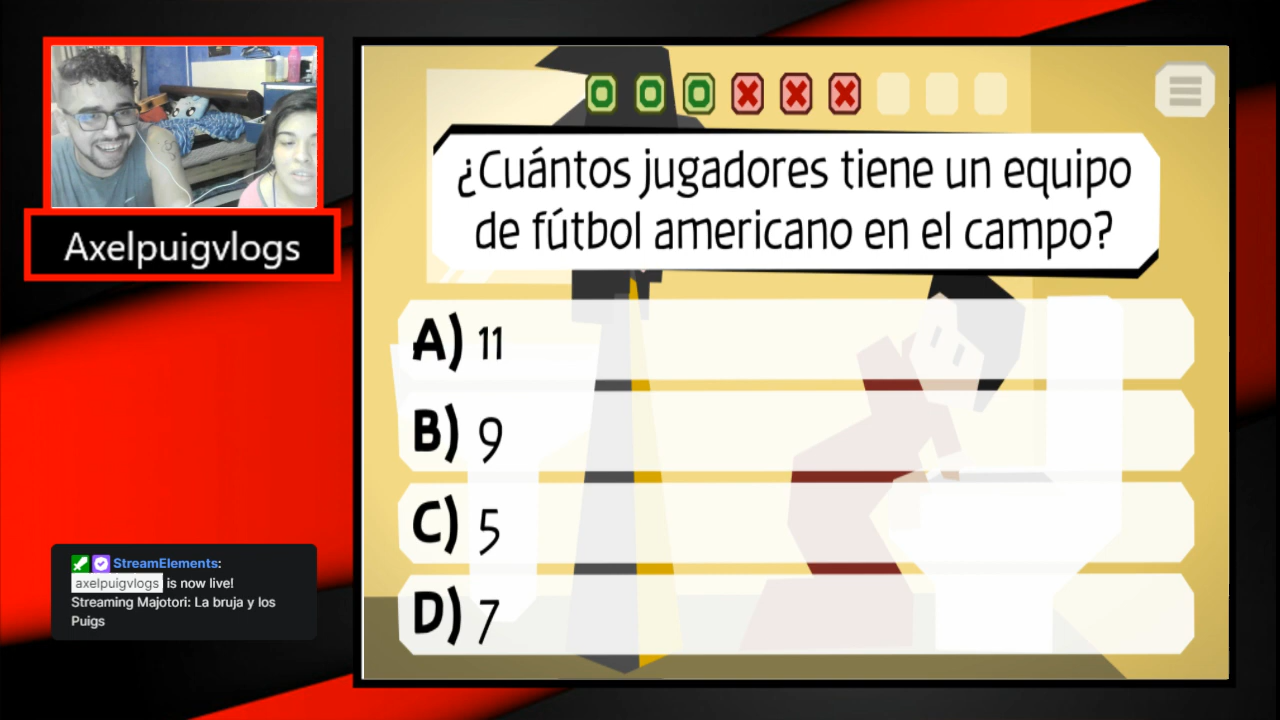 Axelpuigvlogs
StreamElements:
axelpuigvlogs is now live!
Streaming Majotori: La bruja y los
Puigs
¿Cuántos jugadores tiene un equipo
de fútbol americano en el campo?
A) 11
B) 9
C) 5
D) 7